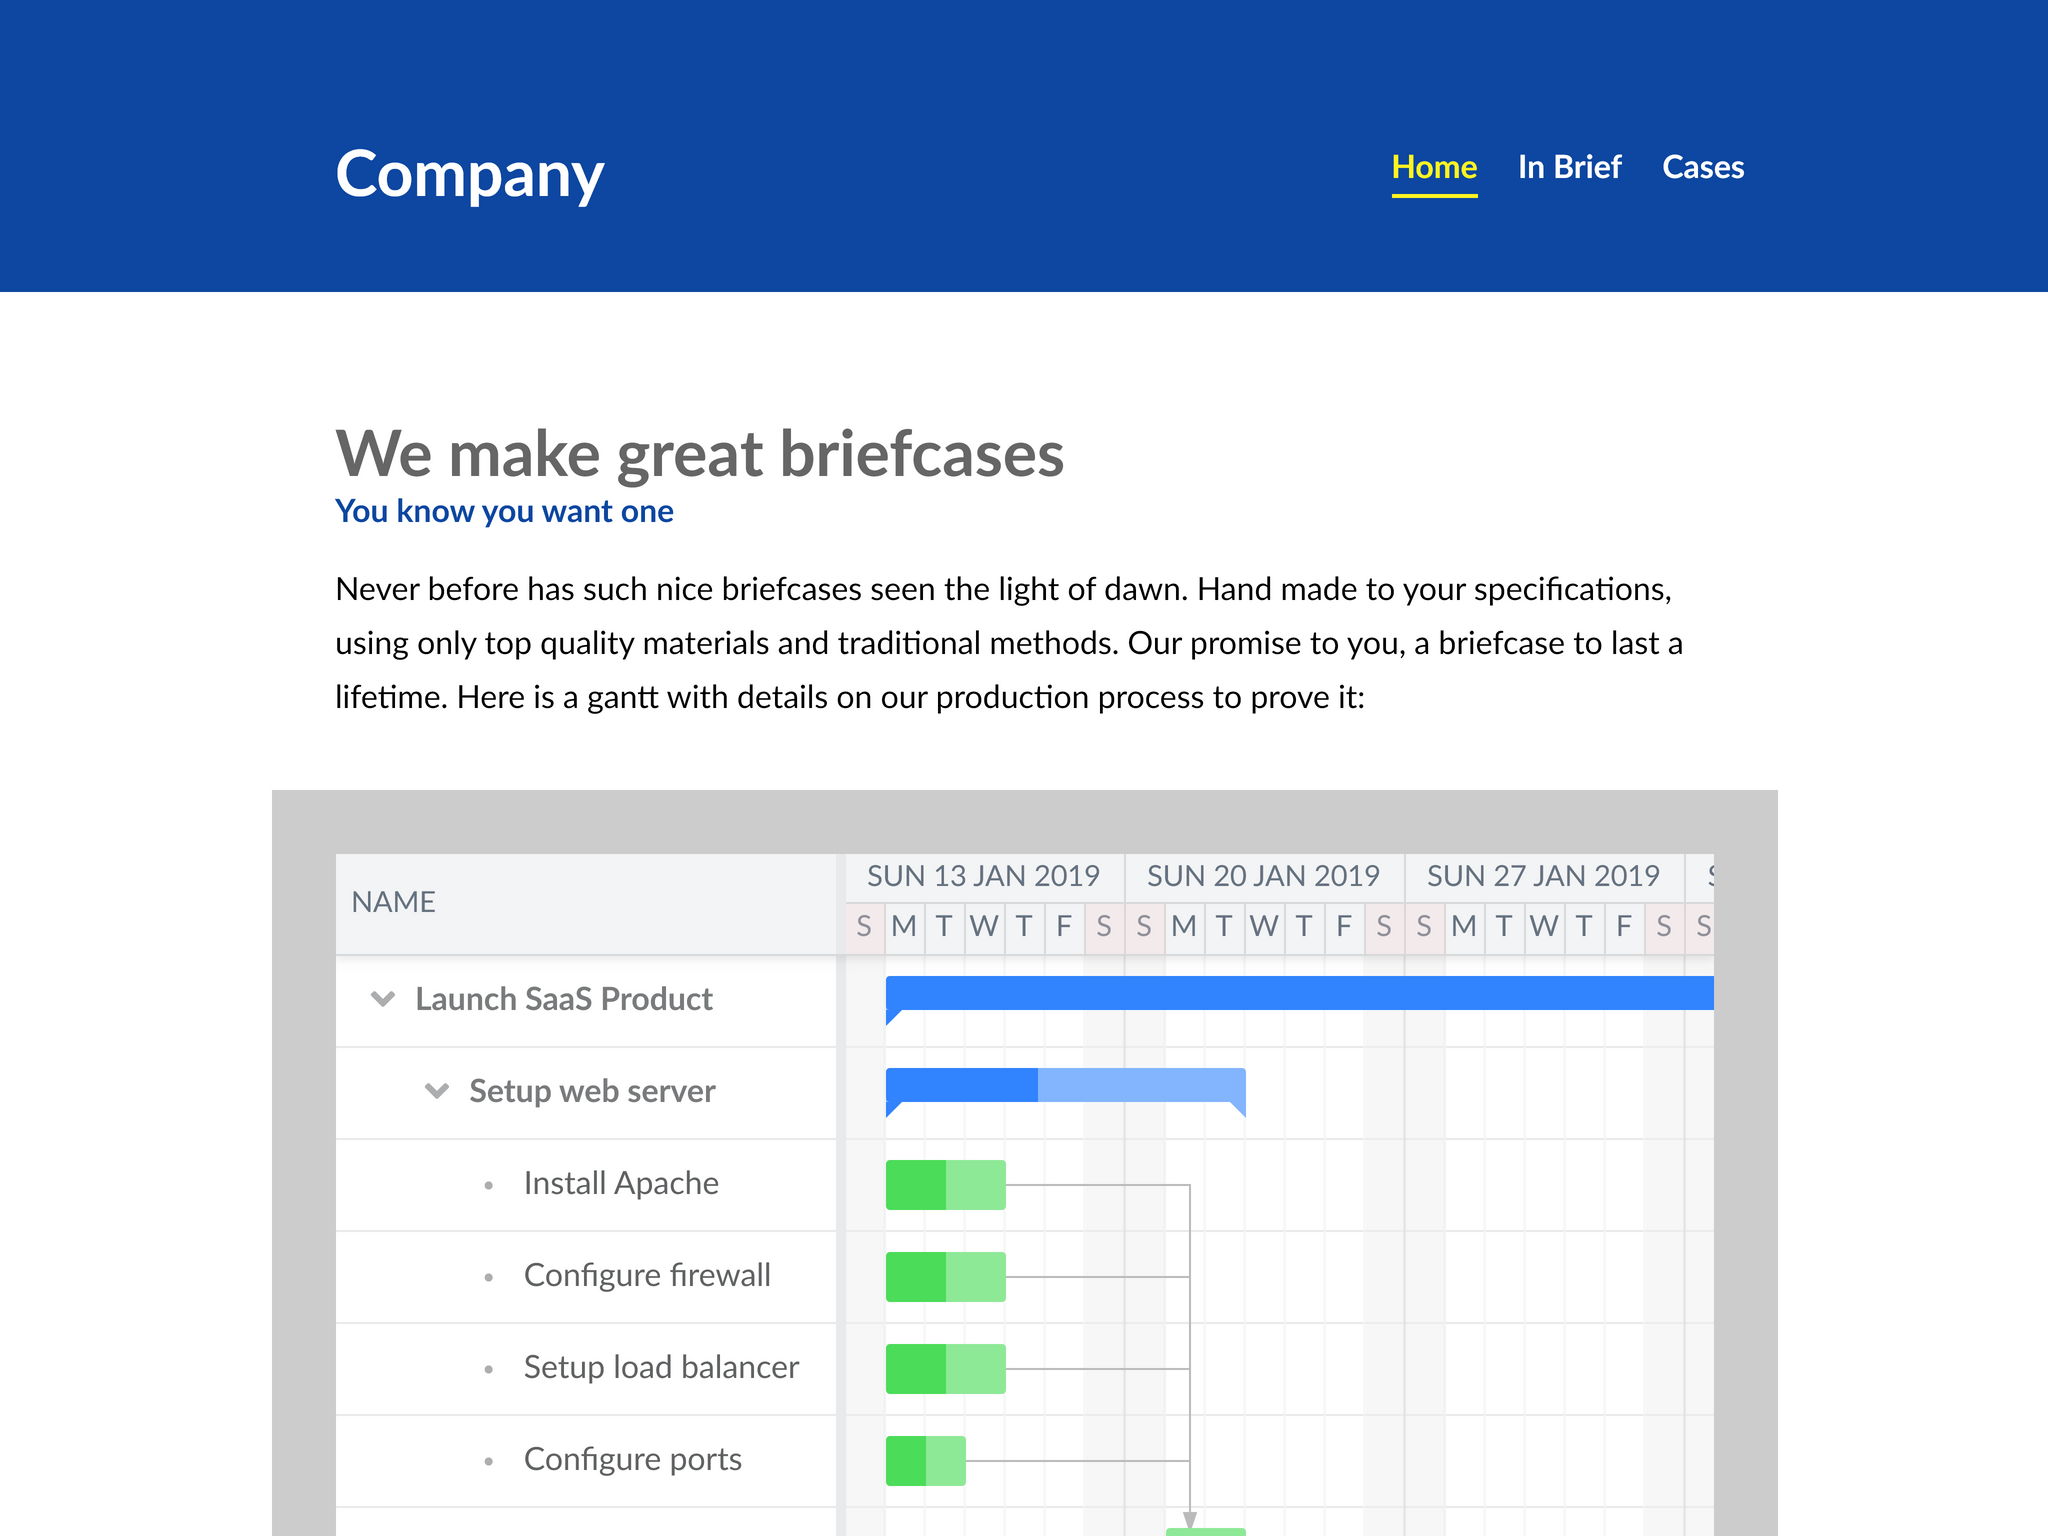 Company
Home In Brief Cases
We make great briefcases
You know you want one
Never before has such nice briefcases seen the light of dawn. Hand made to your specifications,
using only top quality materials and traditional methods. Our promise to you, a briefcase to last a
lifetime. Here is a gantt with details on our production process to prove it:
NAME
SUN 13 JAN 2019 SUN 20 JAN 2019 SUN 27 JAN 2019 S
S M T W T F S S M T W T F S S M T W T F S S
Launch SaaS Product
Setup web server
Install Apache
Configure firewall
Setup load balancer
Configure ports